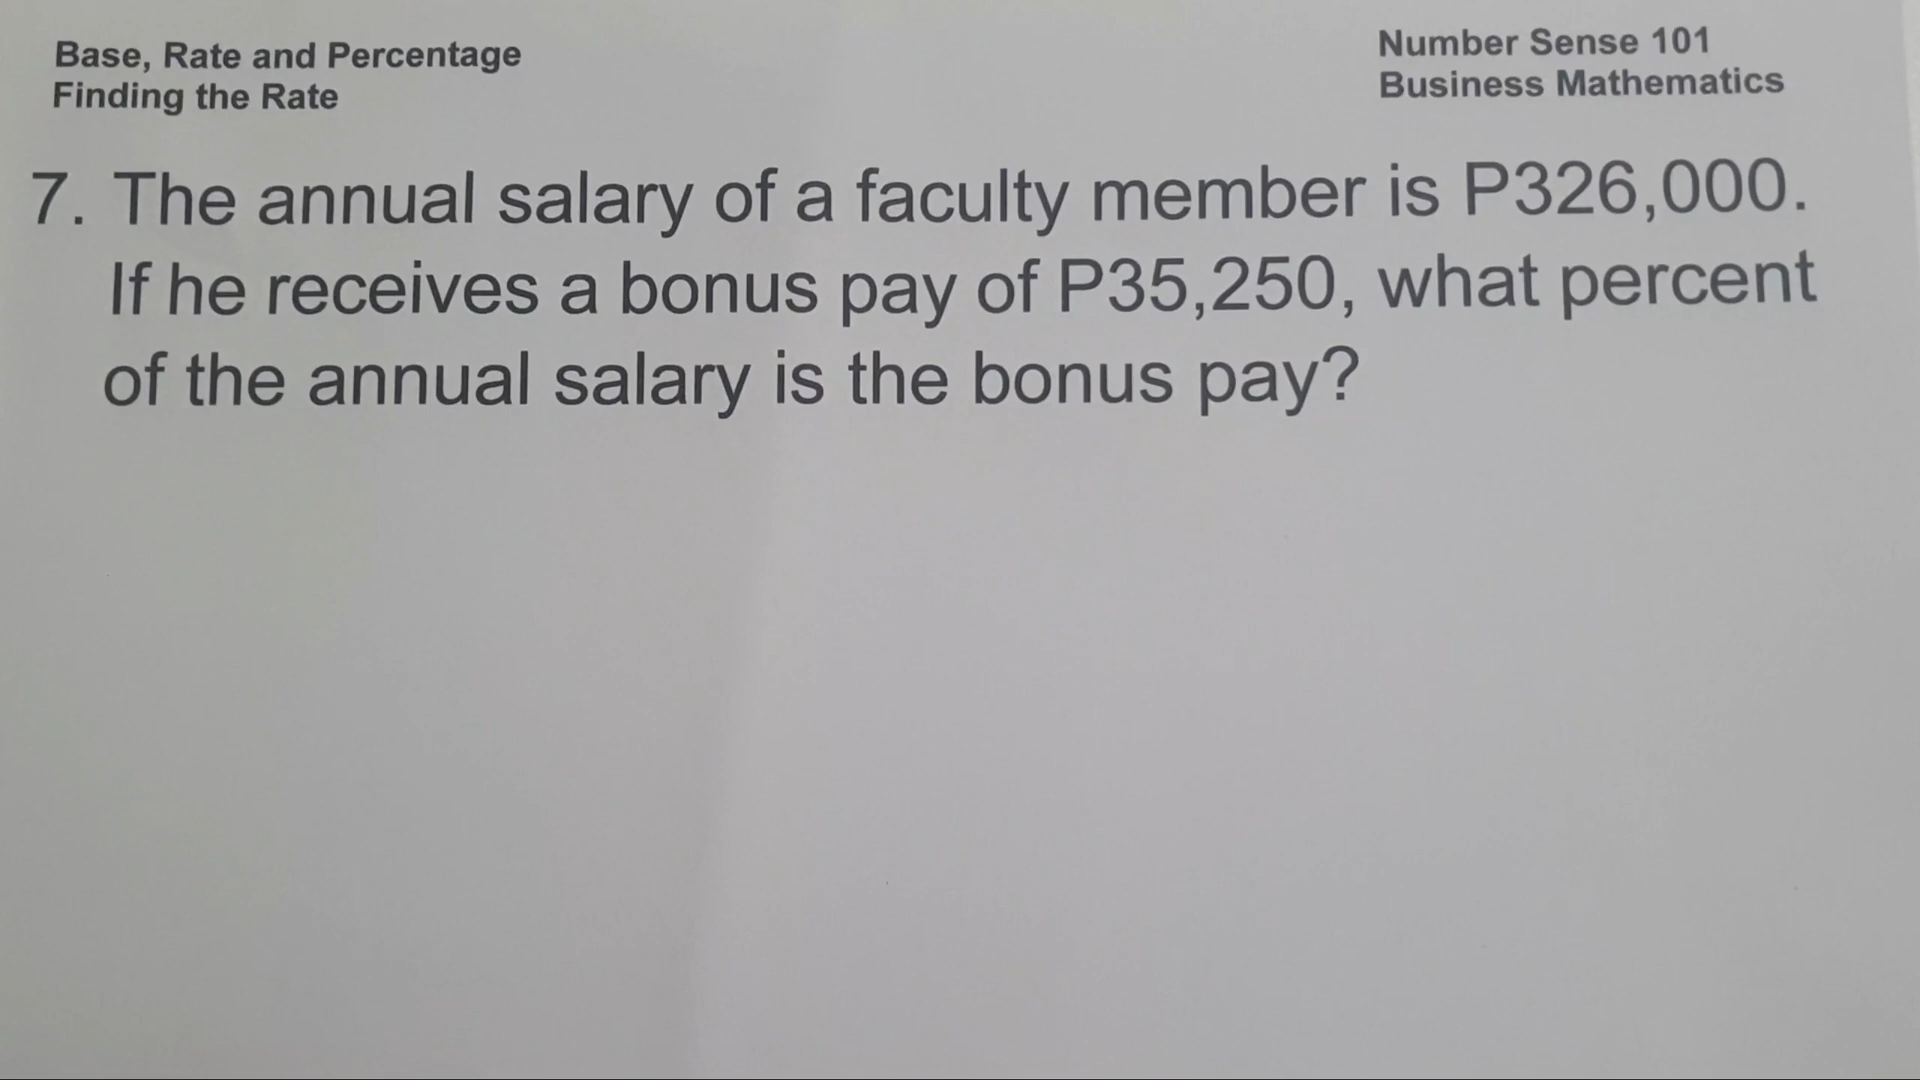 Base, Rate and Percentage
Finding the Rate
Number Sense 101
Business Mathematics
7. The annual salary of a faculty member is P326,000.
If he receives a bonus pay of P35,250, what percent
of the annual salary is the bonus pay?